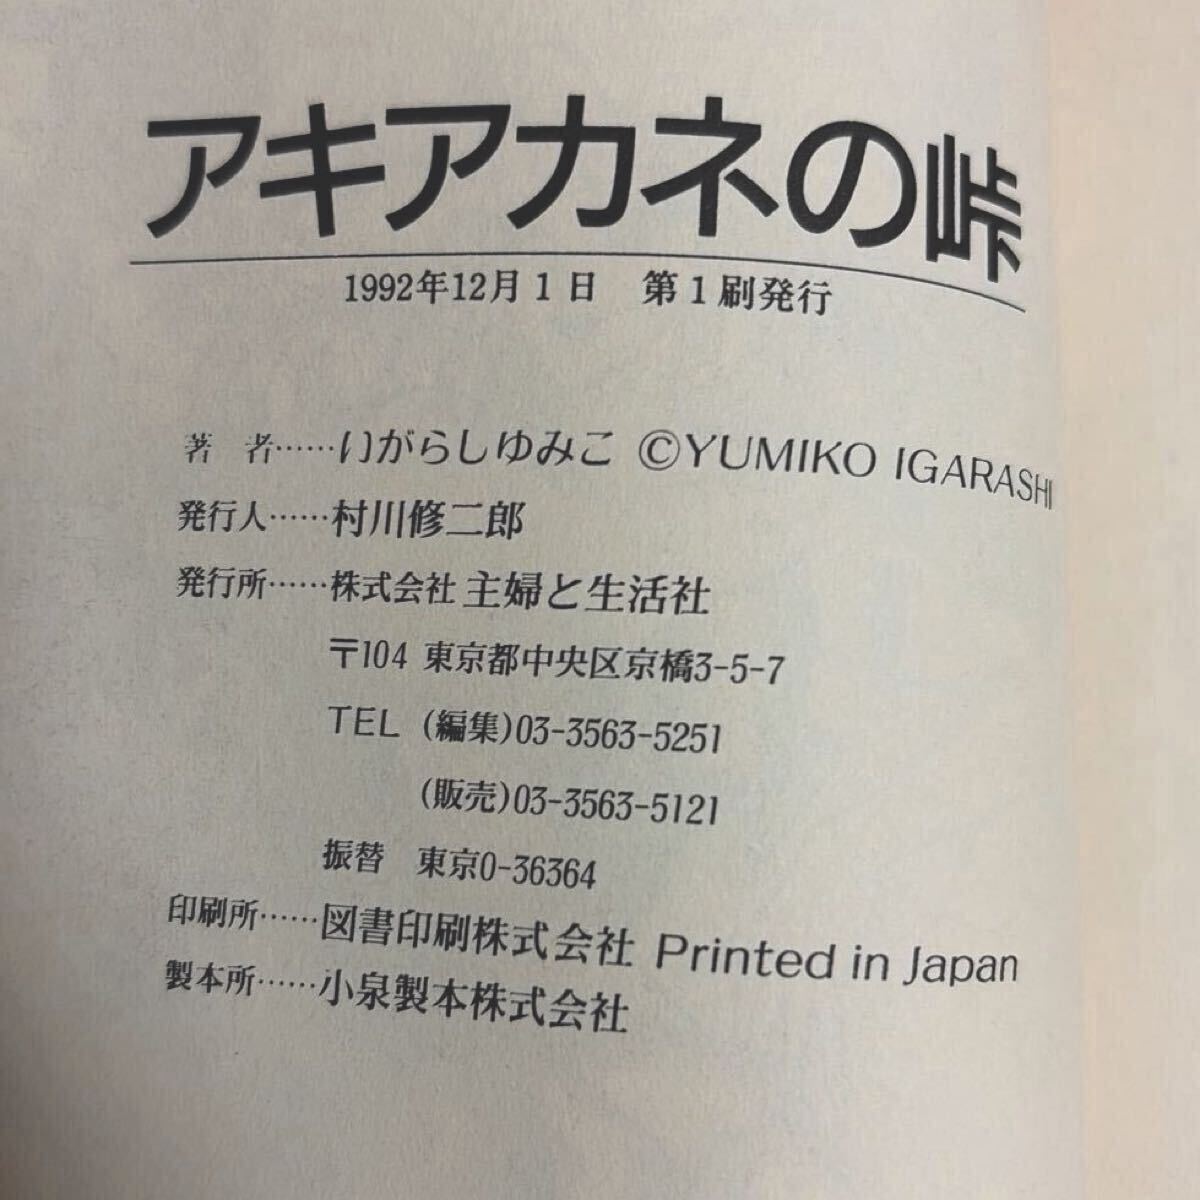 アキアカネの峠
1992年12月1日　第1刷発行
著　者……いがらしゆみこ ©YUMIKO IGARASHI
発行人……村川修二郎
発行所……株式会社 主婦と生活社
〒104 東京都中央区京橋3-5-7
TEL (編集)03-3563-5251
(販売)03-3563-5121
振替　東京0-36364
印刷所……図書印刷株式会社 Printed in Japan
製本所……小泉製本株式会社